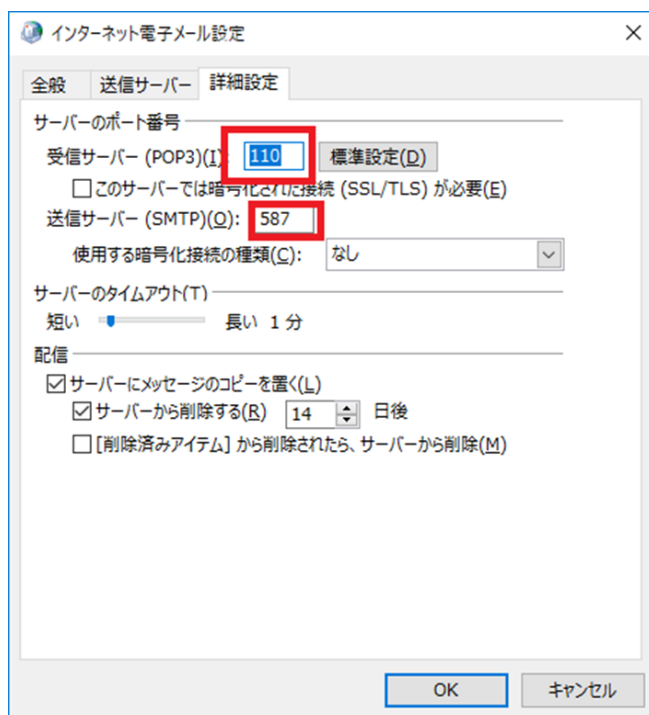 インターネット電子メール設定
全般 送信サーバー 詳細設定
サーバーのポート番号
受信サーバー (POP3)(I): 110 標準設定(D)
このサーバーでは暗号化された接続 (SSL/TLS) が必要(E)
送信サーバー (SMTP)(O): 587
使用する暗号化接続の種類(C): なし
サーバーのタイムアウト(T)
短い 長い 1 分
配信
サーバーにメッセージのコピーを置く(L)
サーバーから削除する(R) 14 日後
[削除済みアイテム] から削除されたら、サーバーから削除(M)
OK キャンセル